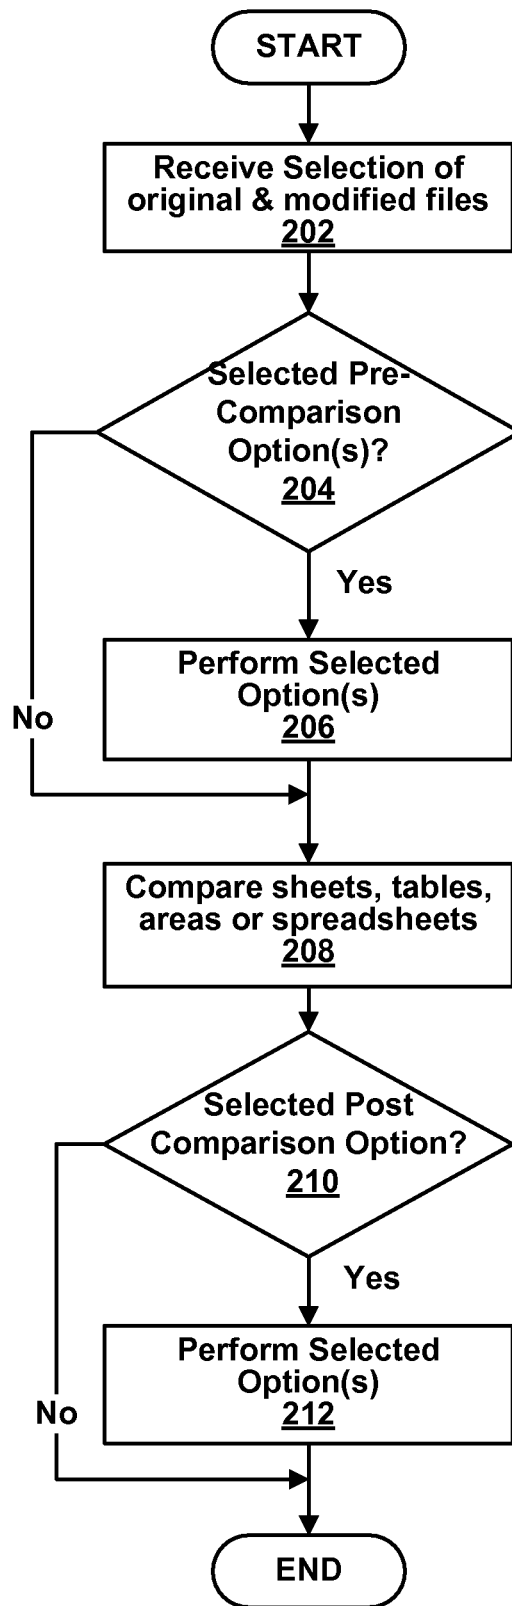 START
Receive Selection of
original & modified files
202
Selected Pre-
Comparison
Option(s)?
204
Yes
Perform Selected
Option(s)
206
No
Compare sheets, tables,
areas or spreadsheets
208
Selected Post
Comparison Option?
210
Yes
Perform Selected
Option(s)
212
No
END